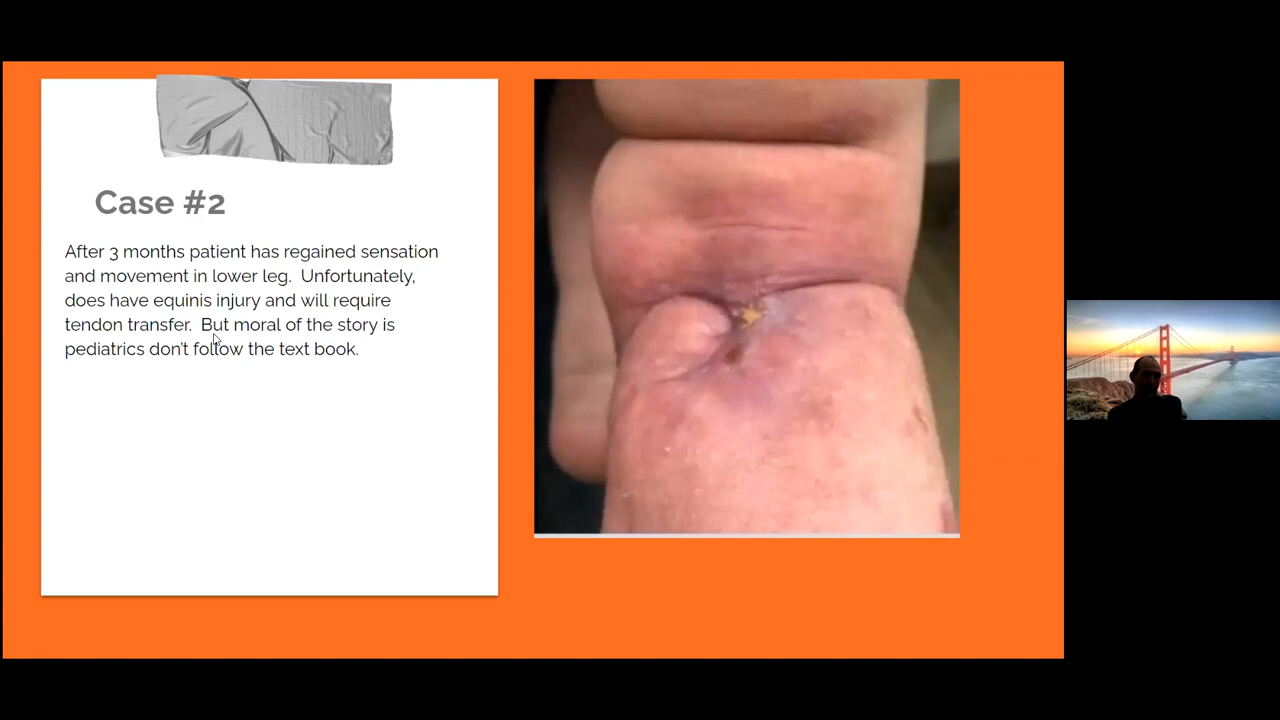 Case #2
After 3 months patient has regained sensation
and movement in lower leg.  Unfortunately,
does have equinis injury and will require
tendon transfer.  But moral of the story is
pediatrics don't follow the text book.